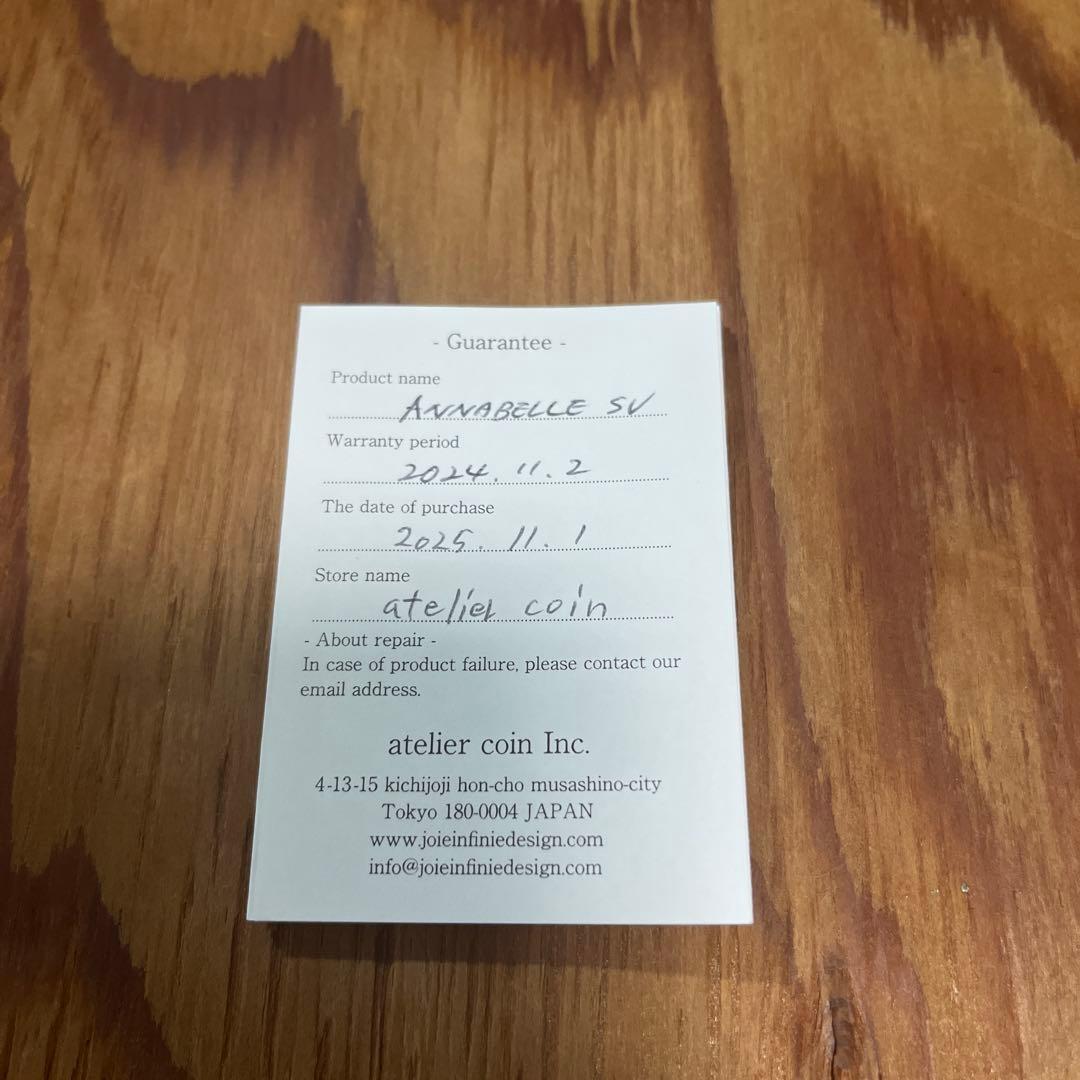 - Guarantee -
Product name
ANNABELLE SV
Warranty period
2024. 11. 2
The date of purchase
2025. 11. 1
Store name
atelier coin
- About repair -
In case of product failure, please contact our
email address.
atelier coin Inc.
4-13-15 kichijoji hon-cho musashino-city
Tokyo 180-0004 JAPAN
www.joieinfiniedesign.com
info@joieinfiniedesign.com